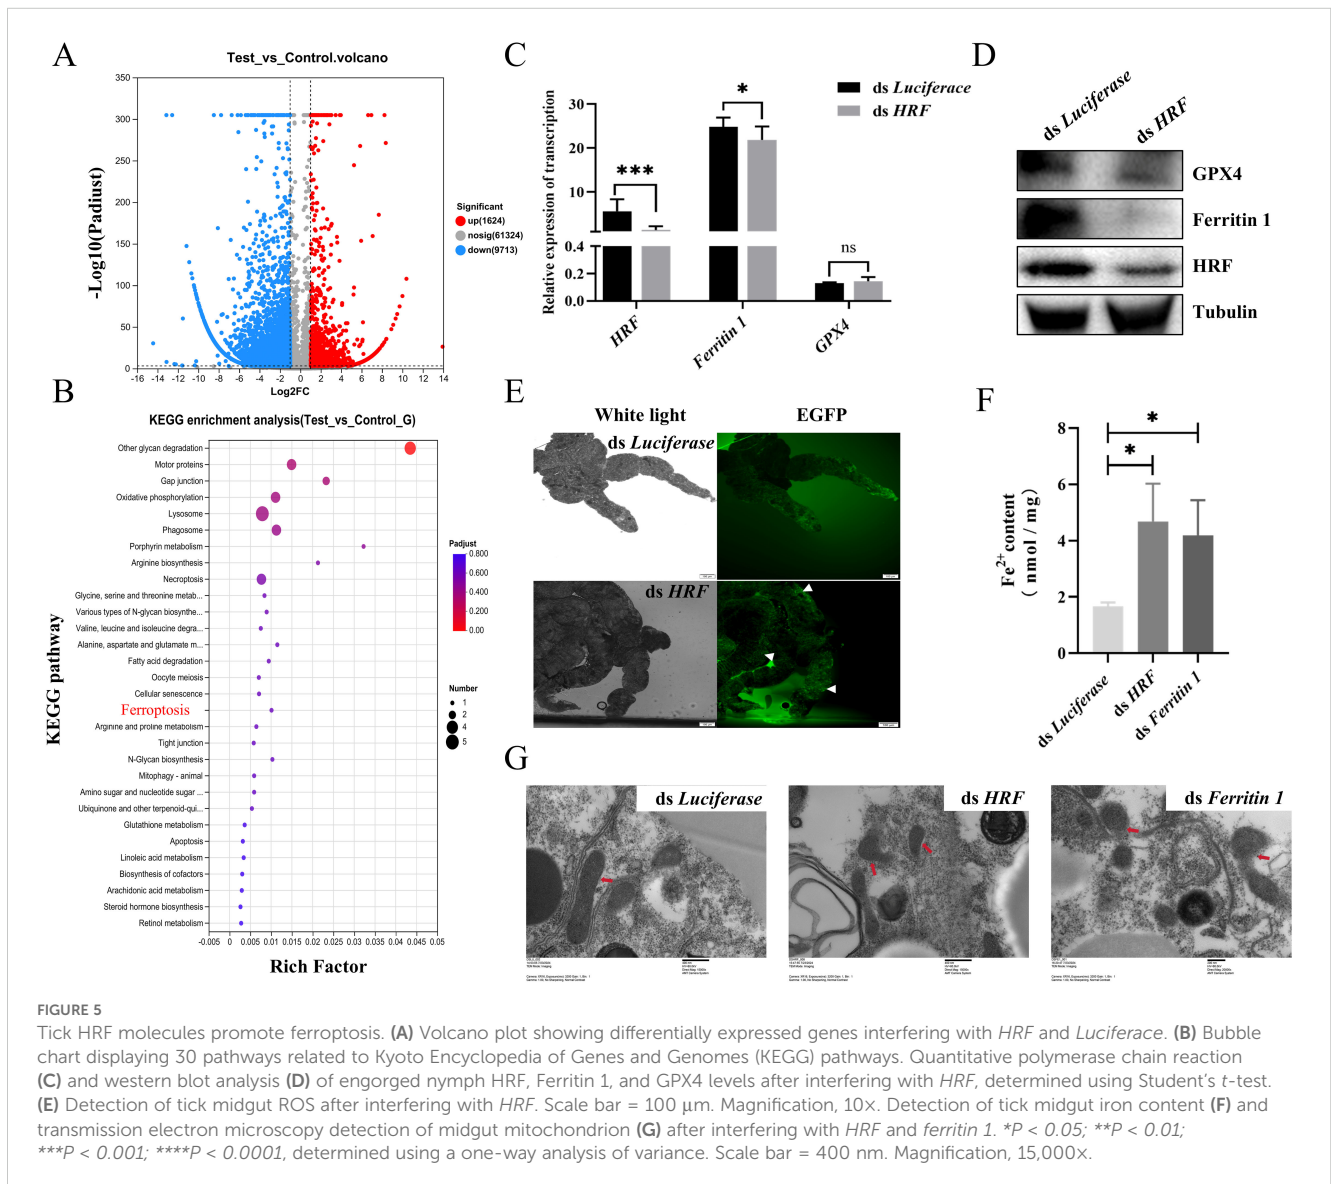 A
Test_vs_Control.volcano
-Log10(Padjust)
350
300
250
200
150
100
50
0
-16 -14 -12 -10 -8 -6 -4 -2 0 2 4 6 8 10 12 14
Log2FC
Significant
up(1624)
nosig(61324)
down(9713)
B
KEGG enrichment analysis(Test_vs_Control_G)
KEGG pathway
Other glycan degradation
Motor proteins
Gap junction
Oxidative phosphorylation
Lysosome
Phagosome
Porphyrin metabolism
Arginine biosynthesis
Necroptosis
Glycine, serine and threonine metab...
Various types of N-glycan biosynthe...
Valine, leucine and isoleucine degra...
Alanine, aspartate and glutamate m...
Fatty acid degradation
Oocyte meiosis
Cellular senescence
Ferroptosis
Arginine and proline metabolism
Tight junction
N-Glycan biosynthesis
Mitophagy - animal
Amino sugar and nucleotide sugar ...
Ubiquinone and other terpenoid-qui...
Glutathione metabolism
Apoptosis
Linoleic acid metabolism
Biosynthesis of cofactors
Arachidonic acid metabolism
Steroid hormone biosynthesis
Retinol metabolism
-0.005 0 0.005 0.01 0.015 0.02 0.025 0.03 0.035 0.04 0.045 0.05
Rich Factor
Padjust
0.800
0.600
0.400
0.200
0.00
Number
1
2
4
5
C
ds Luciferace
ds HRF
Relative expression of transcription
30
20
10
0.4
0.2
0.0
***
*
ns
HRF
Ferritin 1
GPX4
D
ds Luciferase
ds HRF
GPX4
Ferritin 1
HRF
Tubulin
E
White light
EGFP
ds Luciferase
ds HRF
F
Fe2+ content
( nmol / mg)
8
6
4
2
0
*
*
ds Luciferase
ds HRF
ds Ferritin 1
G
ds Luciferase
ds HRF
ds Ferritin 1
FIGURE 5
Tick HRF molecules promote ferroptosis. (A) Volcano plot showing differentially expressed genes interfering with HRF and Luciferace. (B) Bubble
chart displaying 30 pathways related to Kyoto Encyclopedia of Genes and Genomes (KEGG) pathways. Quantitative polymerase chain reaction
(C) and western blot analysis (D) of engorged nymph HRF, Ferritin 1, and GPX4 levels after interfering with HRF, determined using Student's t-test.
(E) Detection of tick midgut ROS after interfering with HRF. Scale bar = 100 μm. Magnification, 10×. Detection of tick midgut iron content (F) and
transmission electron microscopy detection of midgut mitochondrion (G) after interfering with HRF and ferritin 1. *P < 0.05; **P < 0.01;
***P < 0.001; ****P < 0.0001, determined using a one-way analysis of variance. Scale bar = 400 nm. Magnification, 15,000×.